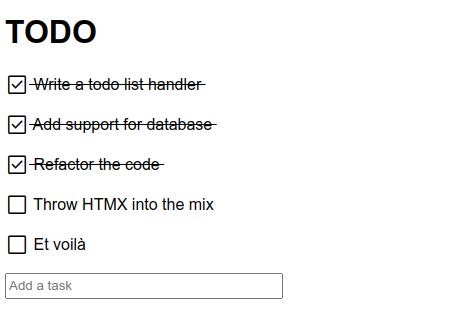 TODO
Write a todo list handler
Add support for database
Refactor the code
Throw HTMX into the mix
Et voilà
Add a task